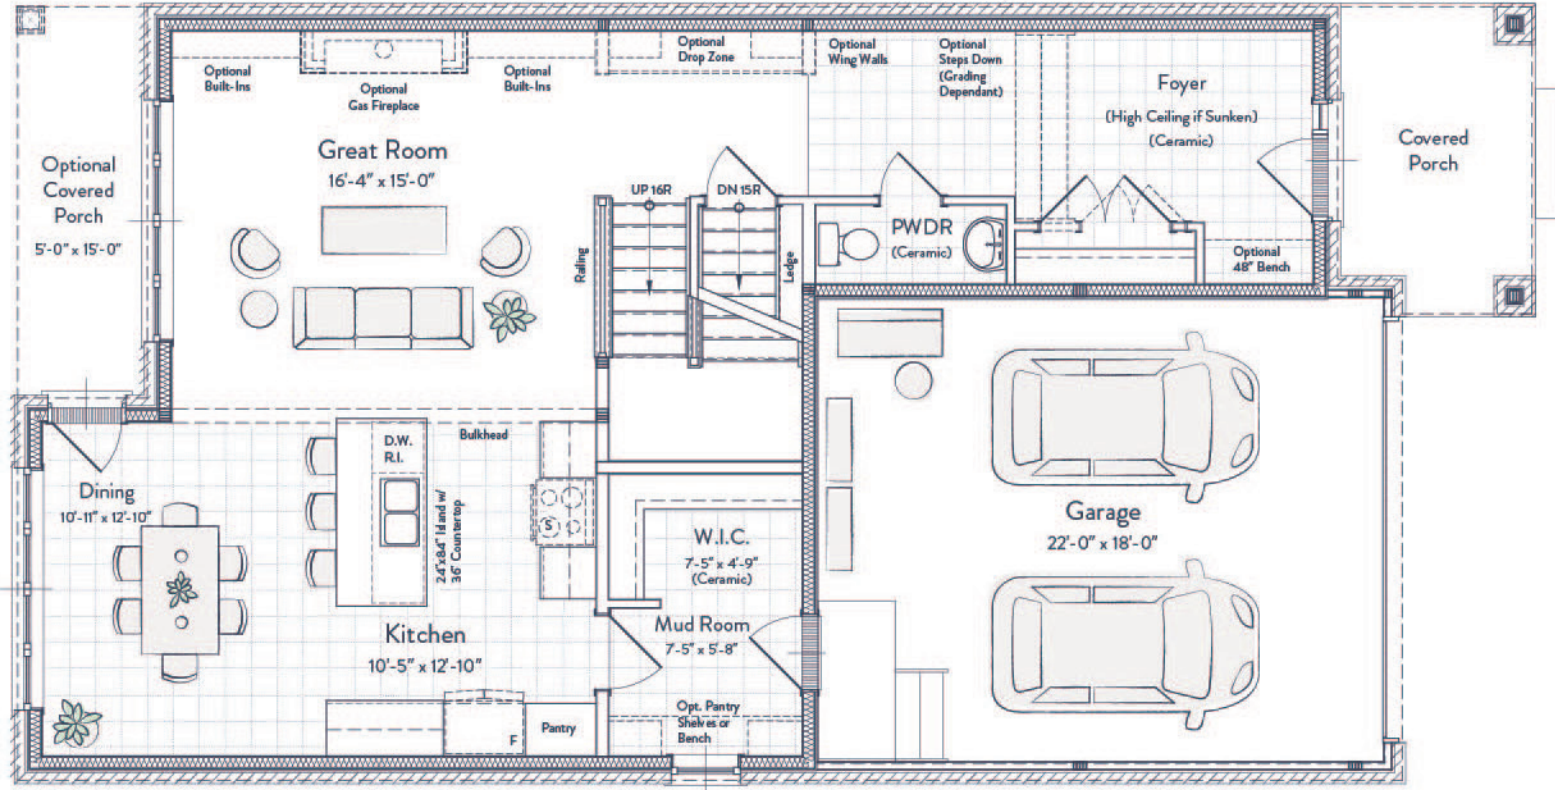 Optional
Drop Zone
Optional
Wing Walls
Optional
Steps Down
(Grading
Dependant)
Optional
Built-Ins
Optional
Gas Fireplace
Optional
Built-Ins
Foyer
(High Ceiling if Sunken)
(Ceramic)
Covered
Porch
Great Room
16'-4" x 15'-0"
Optional
Covered
Porch
5'-0" x 15'-0"
UP 16R
DN 15R
Railing
Ledge
PWDR
(Ceramic)
Optional
48" Bench
D.W.
R.I.
Bulkhead
Dining
10'-11" x 12'-10"
24"x84" Island w/
36" Countertop
S
W.I.C.
7'-5" x 4'-9"
(Ceramic)
Garage
22'-0" x 18'-0"
Kitchen
10'-5" x 12'-10"
Mud Room
7'-5" x 5'-8"
Opt. Pantry
Shelves or
Bench
Pantry
F